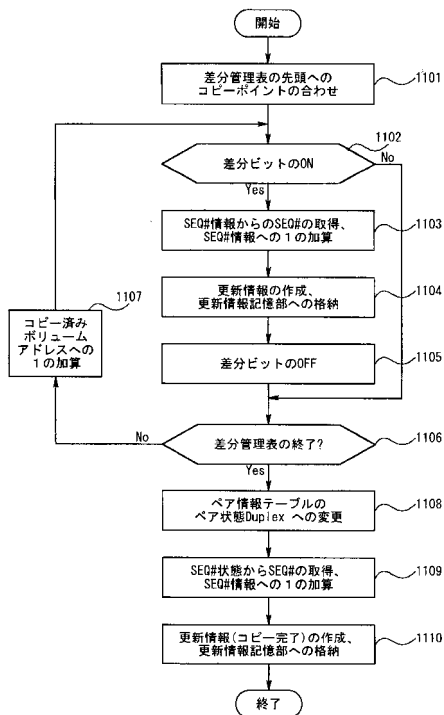 開始
差分管理表の先頭への
コピーポイントの合わせ
1101
1102
差分ビットのON
No
Yes
SEQ#情報からのSEQ#の取得、
SEQ#情報への1の加算
1103
1107
更新情報の作成、
更新情報記憶部への格納
1104
コピー済み
ボリューム
アドレスへの
1の加算
差分ビットのOFF
1105
No
差分管理表の終了?
1106
Yes
ペア情報テーブルの
ペア状態Duplex への変更
1108
SEQ#状態からSEQ#の取得、
SEQ#情報への1の加算
1109
更新情報(コピー完了)の作成、
更新情報記憶部への格納
1110
終了